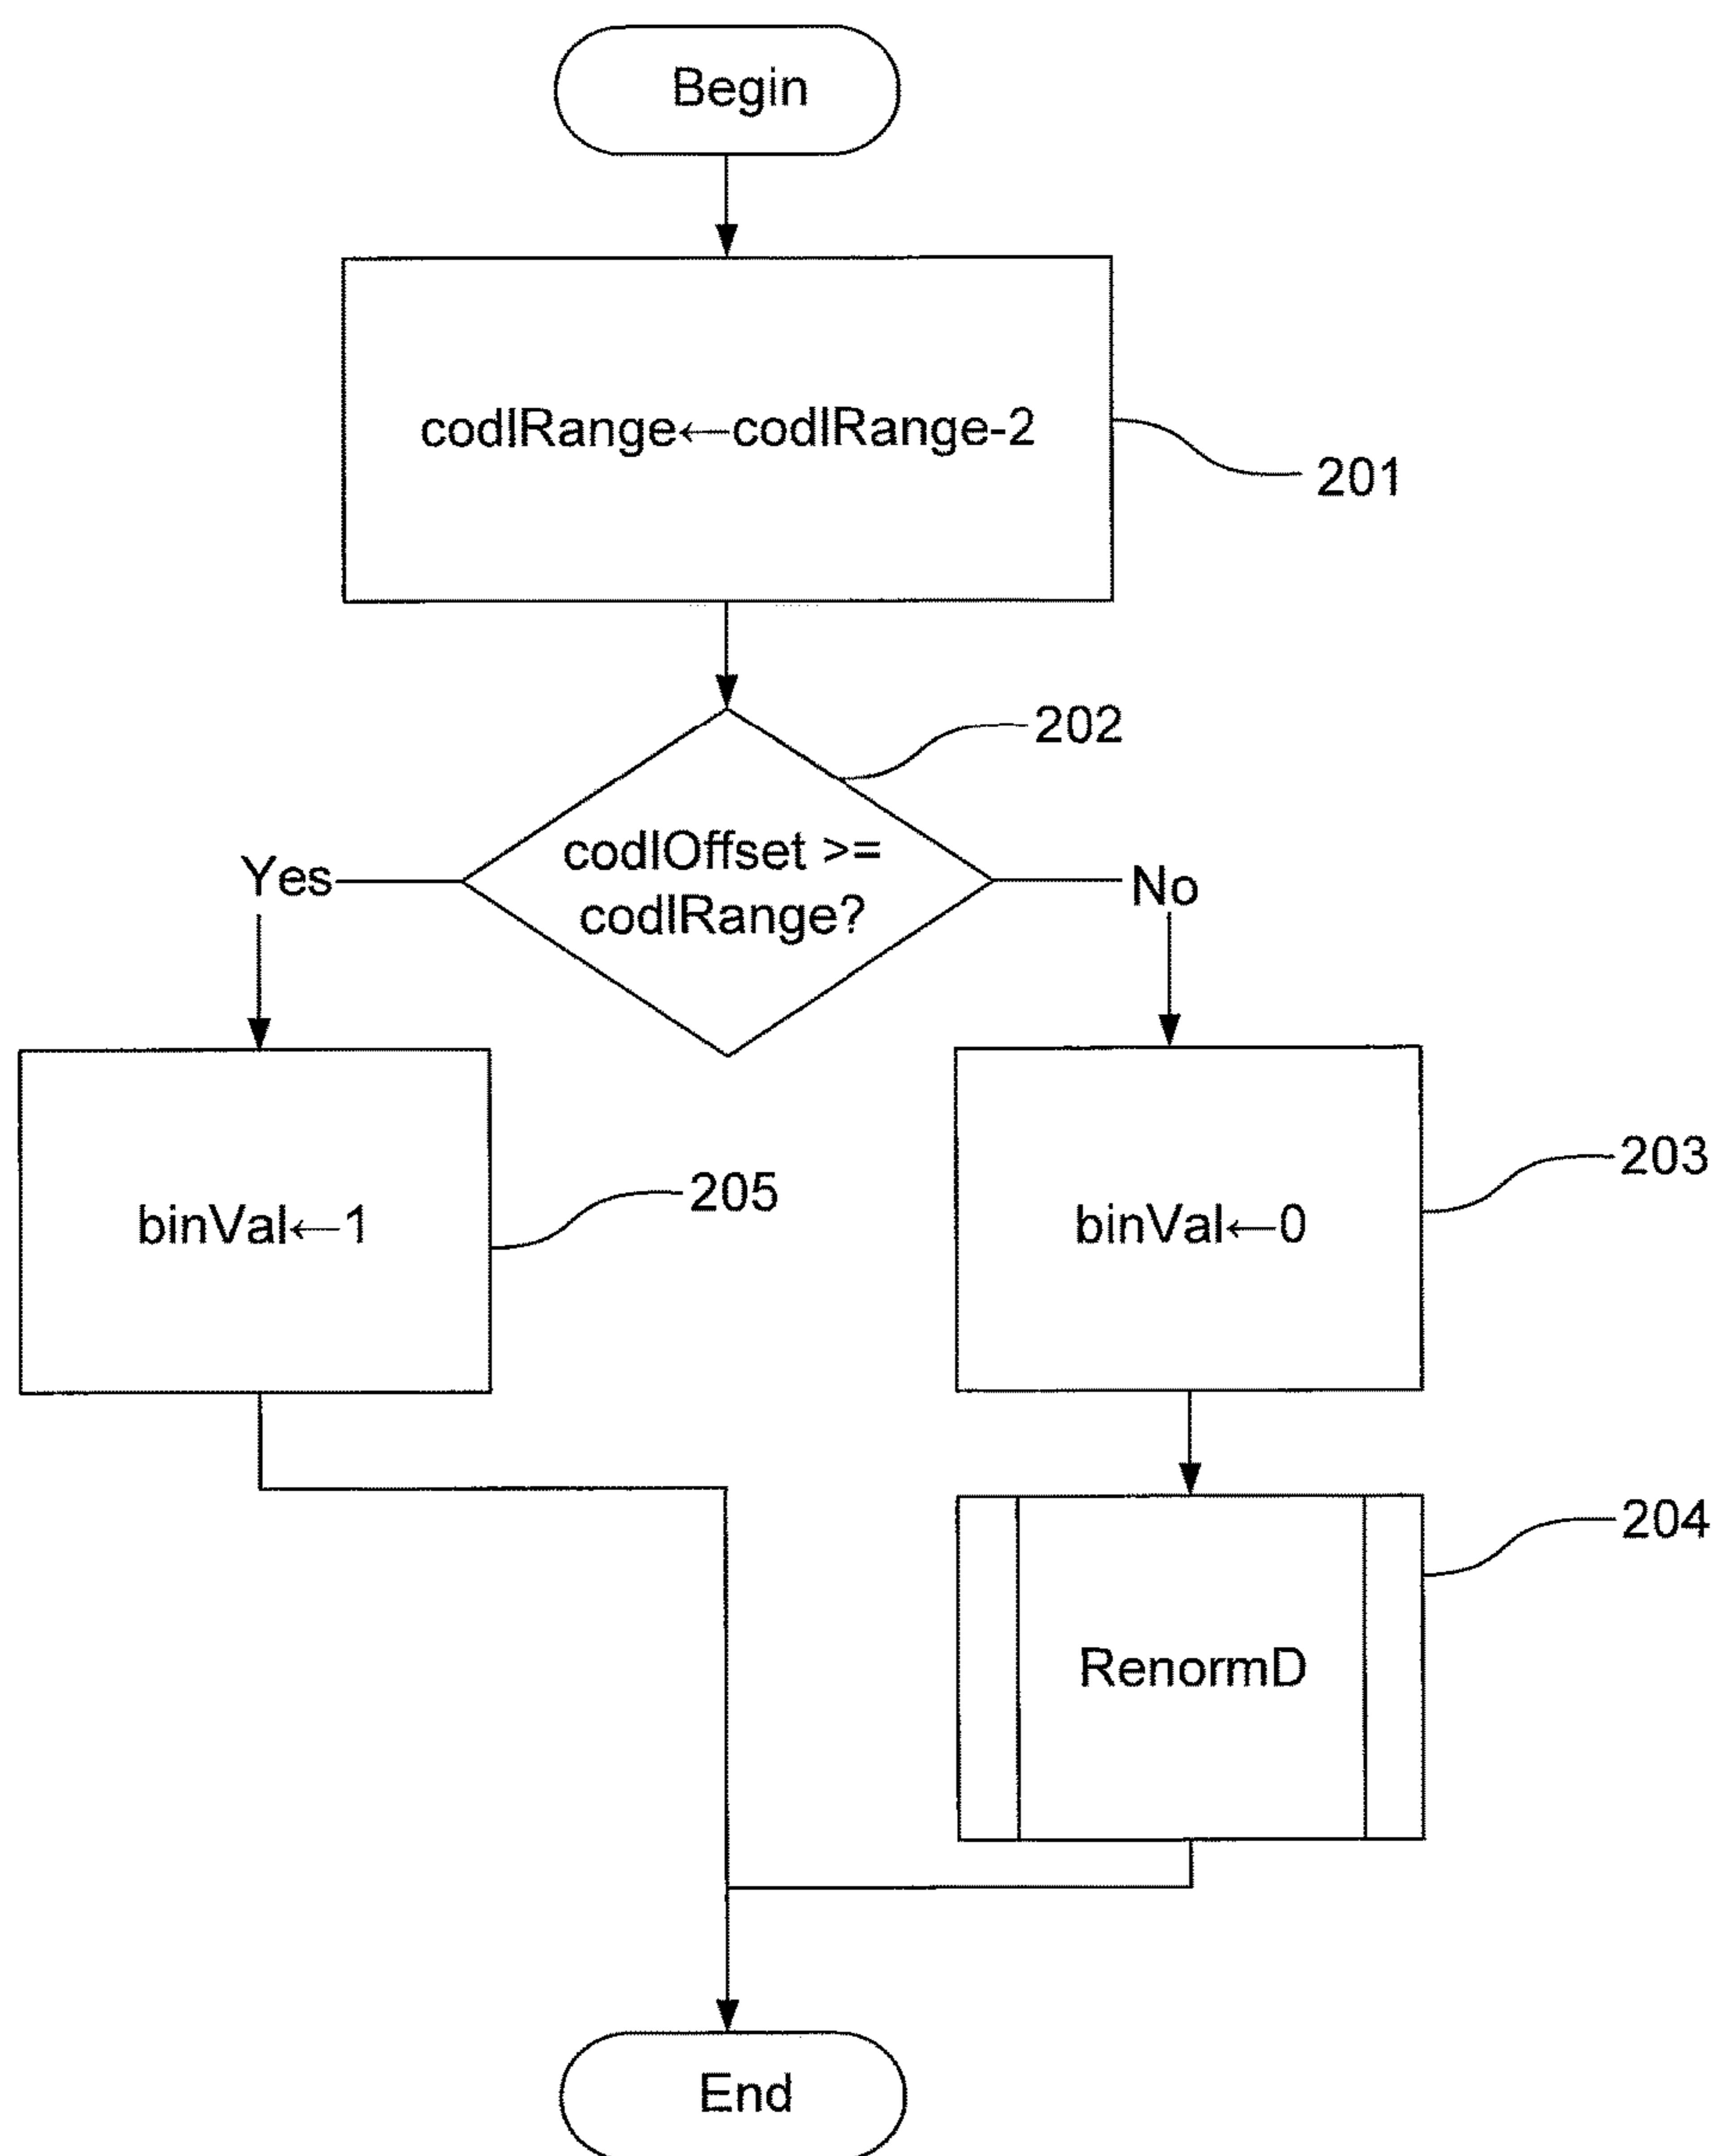 Begin
codIRange←codIRange-2
201
202
codIOffset >=
codIRange?
Yes
No
binVal←1
205
binVal←0
203
RenormD
204
End